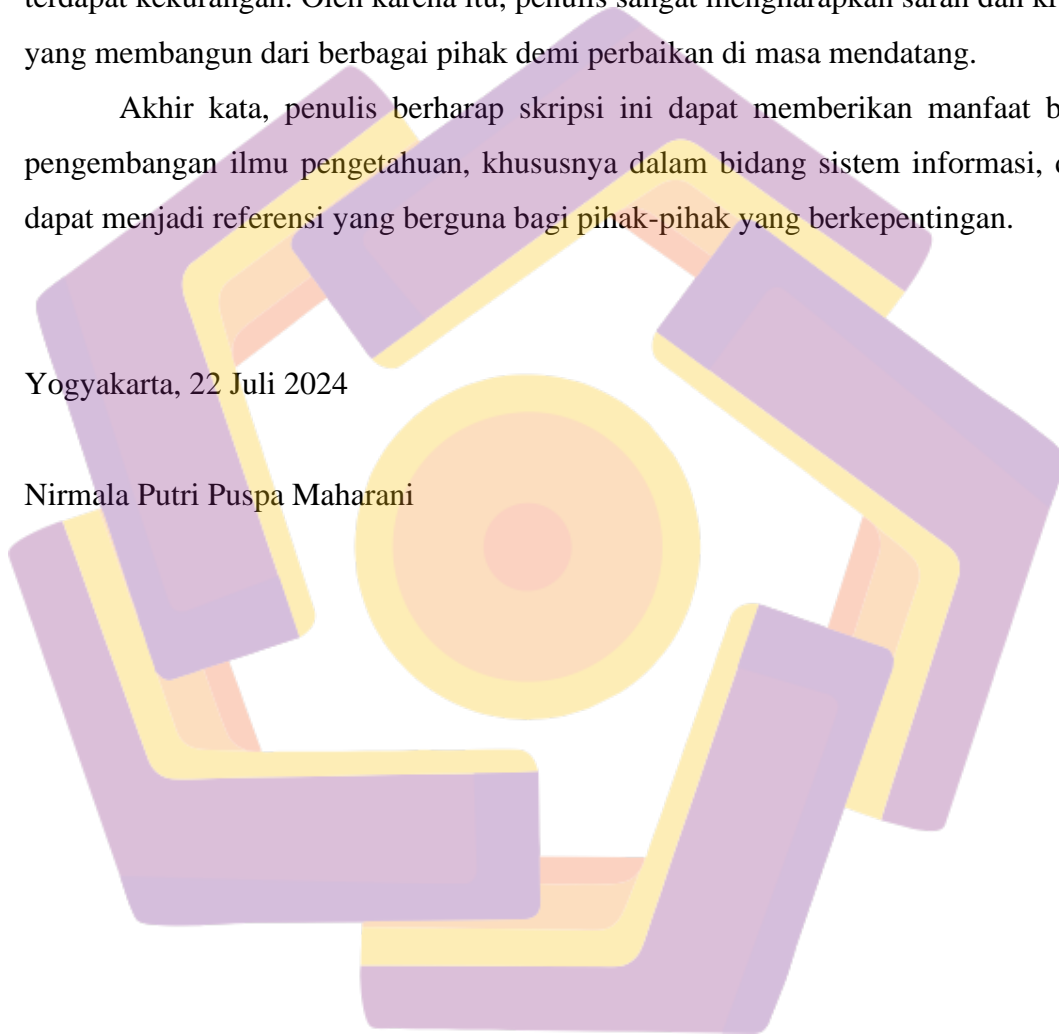 terdapat kekurangan. Oleh karena itu, penulis sangat mengharapkan saran dan
yang membangun dari berbagai pihak demi perbaikan di masa mendatang.
Akhir kata, penulis berharap skripsi ini dapat memberikan manfaat
pengembangan ilmu pengetahuan, khususnya dalam bidang sistem informasi,
dapat menjadi referensi yang berguna bagi pihak-pihak yang berkepentingan.
Yogyakarta, 22 Juli 2024
Nirmala Putri Puspa Maharani